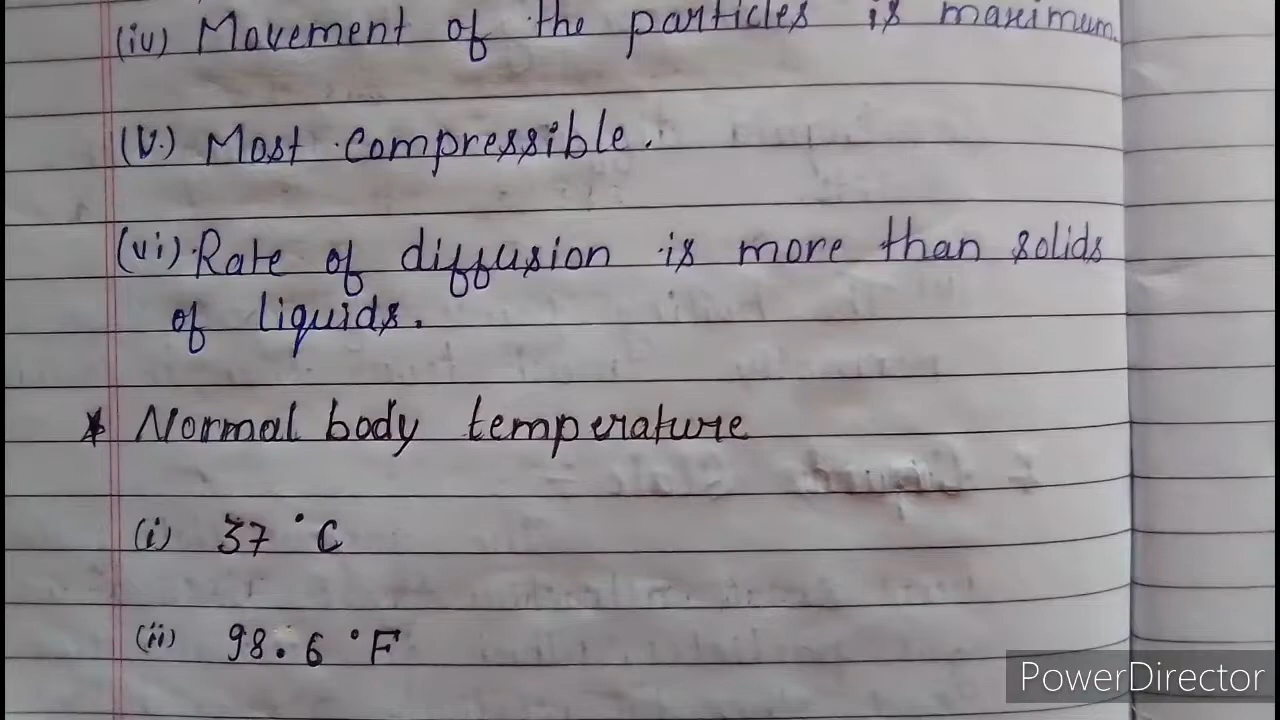 (iv) Movement of the particles is maximum.
(V.) Most compressible.
(vi) Rate of diffusion is more than solids
of liquids.
* Normal body temperature
(i) 37 °C
(ii) 98.6 °F
PowerDirector